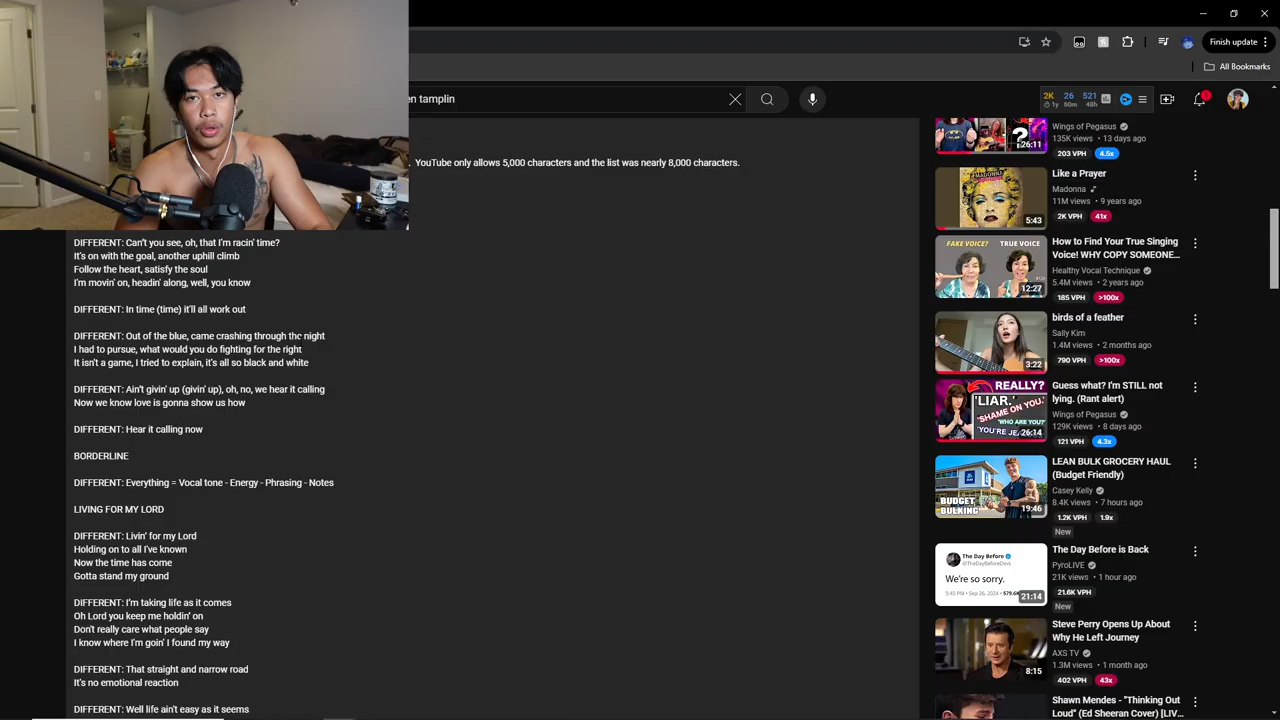 Finish update
All Bookmarks
en tamplin
2K 26 521
1y 60m 48h
YouTube only allows 5,000 characters and the list was nearly 8,000 characters.
DIFFERENT: Can't you see, oh, that I'm racin' time?
It's on with the goal, another uphill climb
Follow the heart, satisfy the soul
I'm movin' on, headin' along, well, you know
DIFFERENT: In time (time) it'll all work out
DIFFERENT: Out of the blue, came crashing through the night
I had to pursue, what would you do fighting for the right
It isn't a game, I tried to explain, it's all so black and white
DIFFERENT: Ain't givin' up (givin' up), oh, no, we hear it calling
Now we know love is gonna show us how
DIFFERENT: Hear it calling now
BORDERLINE
DIFFERENT: Everything = Vocal tone - Energy - Phrasing - Notes
LIVING FOR MY LORD
DIFFERENT: Livin' for my Lord
Holding on to all I've known
Now the time has come
Gotta stand my ground
DIFFERENT: I'm taking life as it comes
Oh Lord you keep me holdin' on
Don't really care what people say
I know where I'm goin' I found my way
DIFFERENT: That straight and narrow road
It's no emotional reaction
DIFFERENT: Well life ain't easy as it seems
26:11
Wings of Pegasus
135K views • 13 days ago
203 VPH 4.5x
5:43
Like a Prayer
Madonna
11M views • 9 years ago
2K VPH 41x
FAKE VOICE? TRUE VOICE
12:27
How to Find Your True Singing
Voice! WHY COPY SOMEONE...
Healthy Vocal Technique
5.4M views • 2 years ago
185 VPH >100x
3:22
birds of a feather
Sally Kim
1.4M views • 2 months ago
790 VPH >100x
REALLY?
'LIAR.'
'SHAME ON YOU.'
'WHO ARE YOU?'
26:14
Guess what? I'm STILL not
lying. (Rant alert)
Wings of Pegasus
129K views • 8 days ago
121 VPH 4.3x
BUDGET
BULKING
19:46
LEAN BULK GROCERY HAUL
(Budget Friendly)
Casey Kelly
8.4K views • 7 hours ago
1.2K VPH 1.9x
New
The Day Before
@TheDayBeforeDevs
We're so sorry.
21:14
The Day Before is Back
PyroLIVE
21K views • 1 hour ago
21.6K VPH
New
8:15
Steve Perry Opens Up About
Why He Left Journey
AXS TV
1.3M views • 1 month ago
402 VPH 43x
Shawn Mendes - "Thinking Out
Loud" (Ed Sheeran Cover) [LIV...